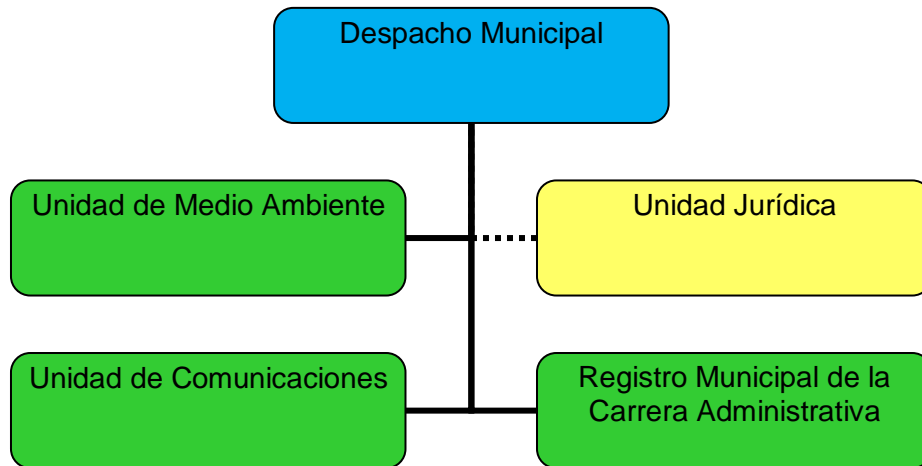 Despacho Municipal
Unidad de Medio Ambiente
Unidad Jurídica
Unidad de Comunicaciones
Registro Municipal de la
Carrera Administrativa